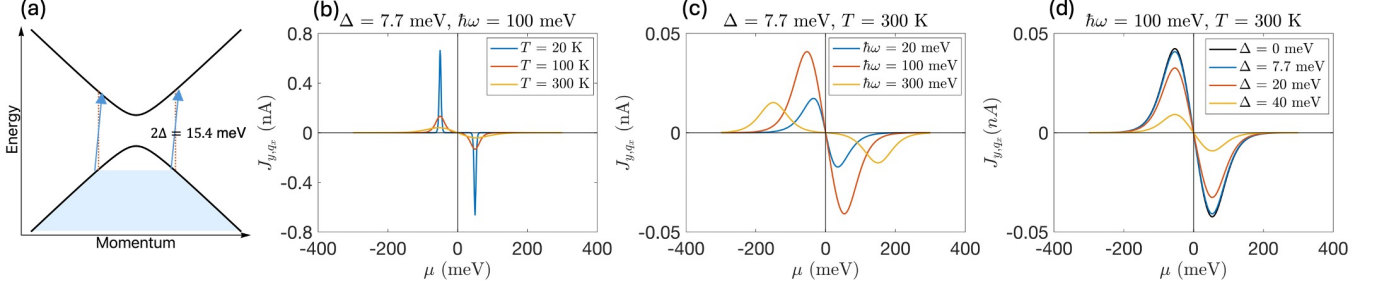 (a)
Energy
2Δ = 15.4 meV
Momentum
(b)
Δ = 7.7 meV, ℏω = 100 meV
0.8
0.4
0
-0.4
-0.8
J_{y,q_x} (nA)
T = 20 K
T = 100 K
T = 300 K
-400 -200 0 200 400
μ (meV)
(c)
Δ = 7.7 meV, T = 300 K
0.05
0
-0.05
J_{y,q_x} (nA)
ℏω = 20 meV
ℏω = 100 meV
ℏω = 300 meV
-400 -200 0 200 400
μ (meV)
(d)
ℏω = 100 meV, T = 300 K
0.05
0
-0.05
J_{y,q_x} (nA)
Δ = 0 meV
Δ = 7.7 meV
Δ = 20 meV
Δ = 40 meV
-400 -200 0 200 400
μ (meV)